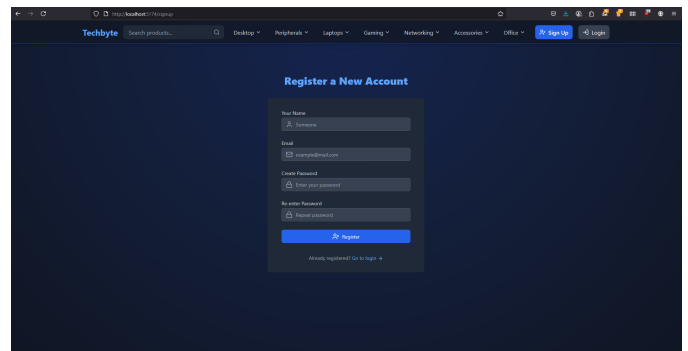 http://localhost:5174/signup
Techbyte Search products... Desktop Peripherals Laptops Gaming Networking Accessories Office Sign Up Login
Register a New Account
Your Name
Someone
Email
example@mail.com
Create Password
Enter your password
Re-enter Password
Repeat password
Register
Already registered? Go to login →